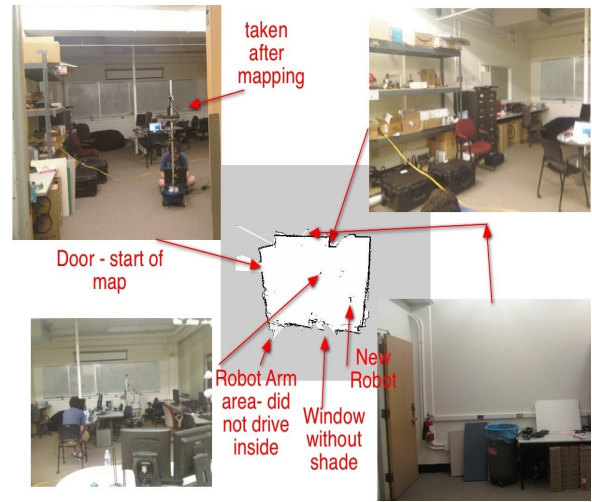 taken
after
mapping
Door - start of
map
New
Robot
Robot Arm
area- did
not drive
inside
Window
without
shade